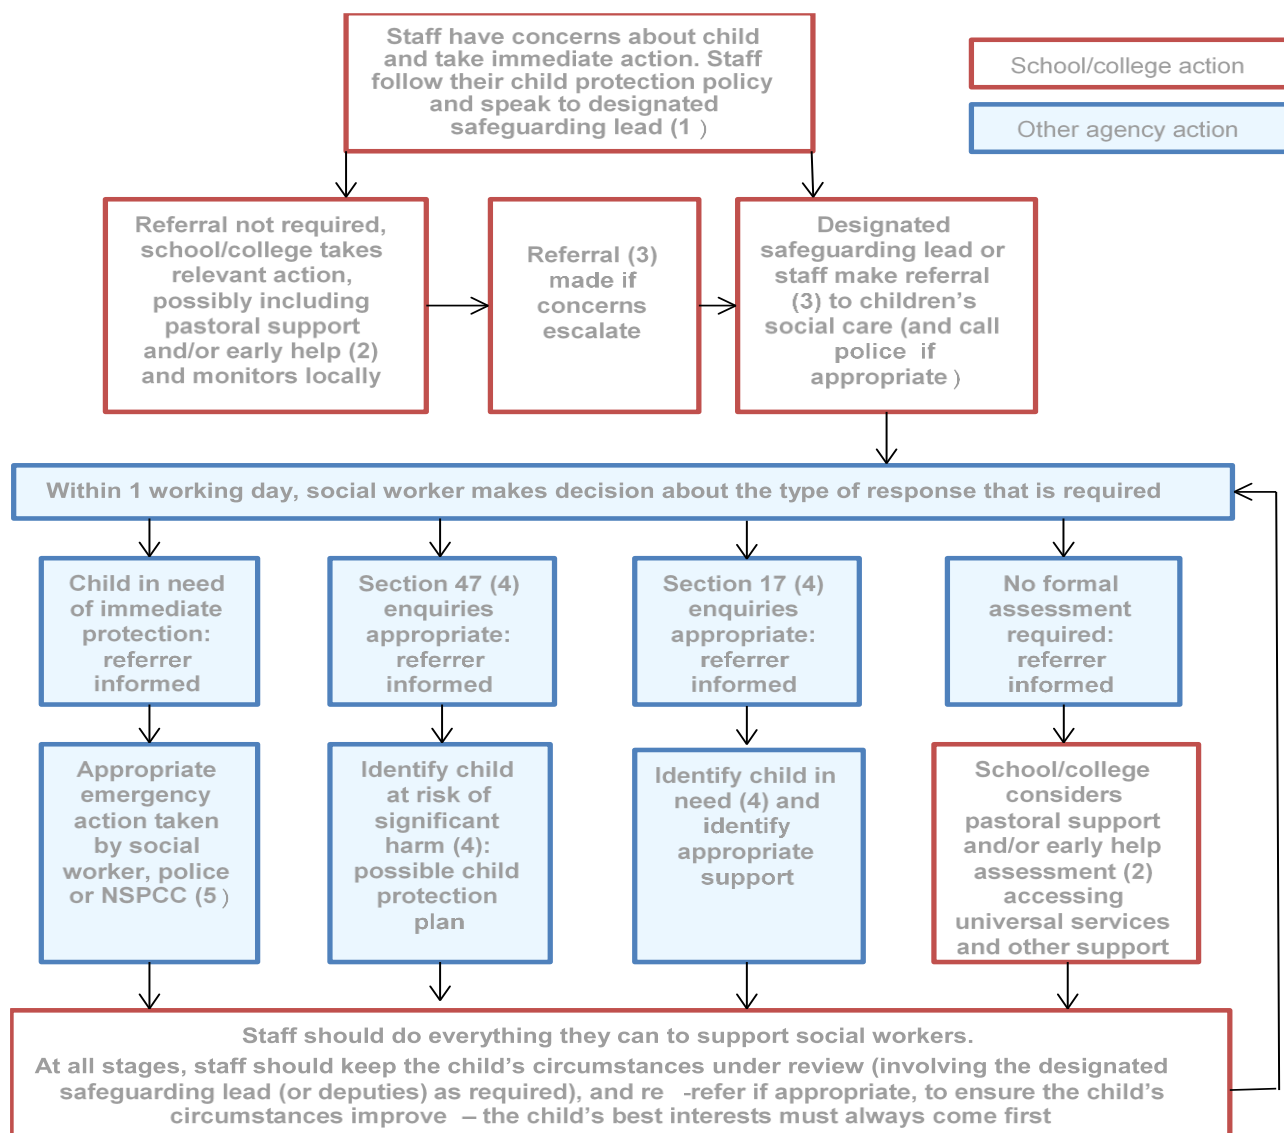 Staff have concerns about child
and take immediate action. Staff
follow their child protection policy
and speak to designated
safeguarding lead (1 )
School/college action
Other agency action
Referral not required,
school/college takes
relevant action,
possibly including
pastoral support
and/or early help (2)
and monitors locally
Referral (3)
made if
concerns
escalate
Designated
safeguarding lead or
staff make referral
(3) to children’s
social care (and call
police if
appropriate )
Within 1 working day, social worker makes decision about the type of response that is required
Child in need
of immediate
protection:
referrer
informed
Section 47 (4)
enquiries
appropriate:
referrer
informed
Section 17 (4)
enquiries
appropriate:
referrer
informed
No formal
assessment
required:
referrer
informed
Appropriate
emergency
action taken
by social
worker, police
or NSPCC (5 )
Identify child
at risk of
significant
harm (4):
possible child
protection
plan
Identify child in
need (4) and
identify
appropriate
support
School/college
considers
pastoral support
and/or early help
assessment (2)
accessing
universal services
and other support
Staff should do everything they can to support social workers.
At all stages, staff should keep the child’s circumstances under review (involving the designated
safeguarding lead (or deputies) as required), and re -refer if appropriate, to ensure the child’s
circumstances improve – the child’s best interests must always come first